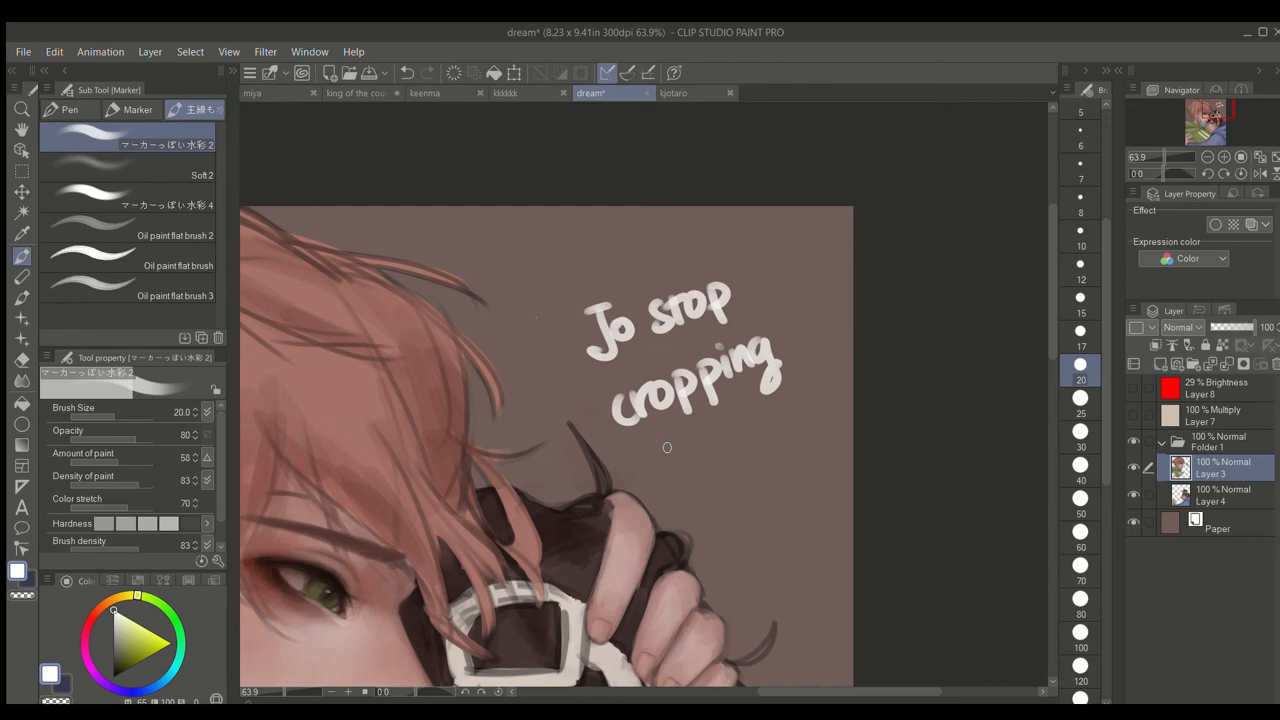 dream* (8.23 x 9.41in 300dpi 63.9%) - CLIP STUDIO PAINT PRO
File Edit Animation Layer Select View Filter Window Help
Sub Tool [Marker]
miya king of the cour keenma kkkkkk dream* kjotaro
Pen Marker
マーカーっぽい水彩 2
Soft 2
マーカーっぽい水彩 4
Oil paint flat brush 2
Oil paint flat brush
Oil paint flat brush 3
Tool property [マーカーっぽい水彩 2]
マーカーっぽい水彩 2
Brush Size 20.0
Opacity 80
Amount of paint 58
Density of paint 83
Color stretch 70
Hardness
Brush density 83
Colo
Jo stop
cropping
63.9 0.0
5
6
7
8
10
12
15
17
20
25
30
40
50
60
70
80
100
120
Navigator
63.9
0.0
Layer Property
Effect
Expression color
Color
Layer
Normal 100
29 % Brightness
Layer 8
100 % Multiply
Layer 7
100 % Normal
Folder 1
100 % Normal
Layer 3
100 % Normal
Layer 4
Paper